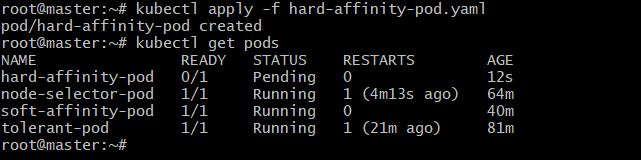 root@master:~# kubectl apply -f hard-affinity-pod.yaml
pod/hard-affinity-pod created
root@master:~# kubectl get pods
NAME READY STATUS RESTARTS AGE
hard-affinity-pod 0/1 Pending 0 12s
node-selector-pod 1/1 Running 1 (4m13s ago) 64m
soft-affinity-pod 1/1 Running 0 40m
tolerant-pod 1/1 Running 1 (21m ago) 81m
root@master:~#